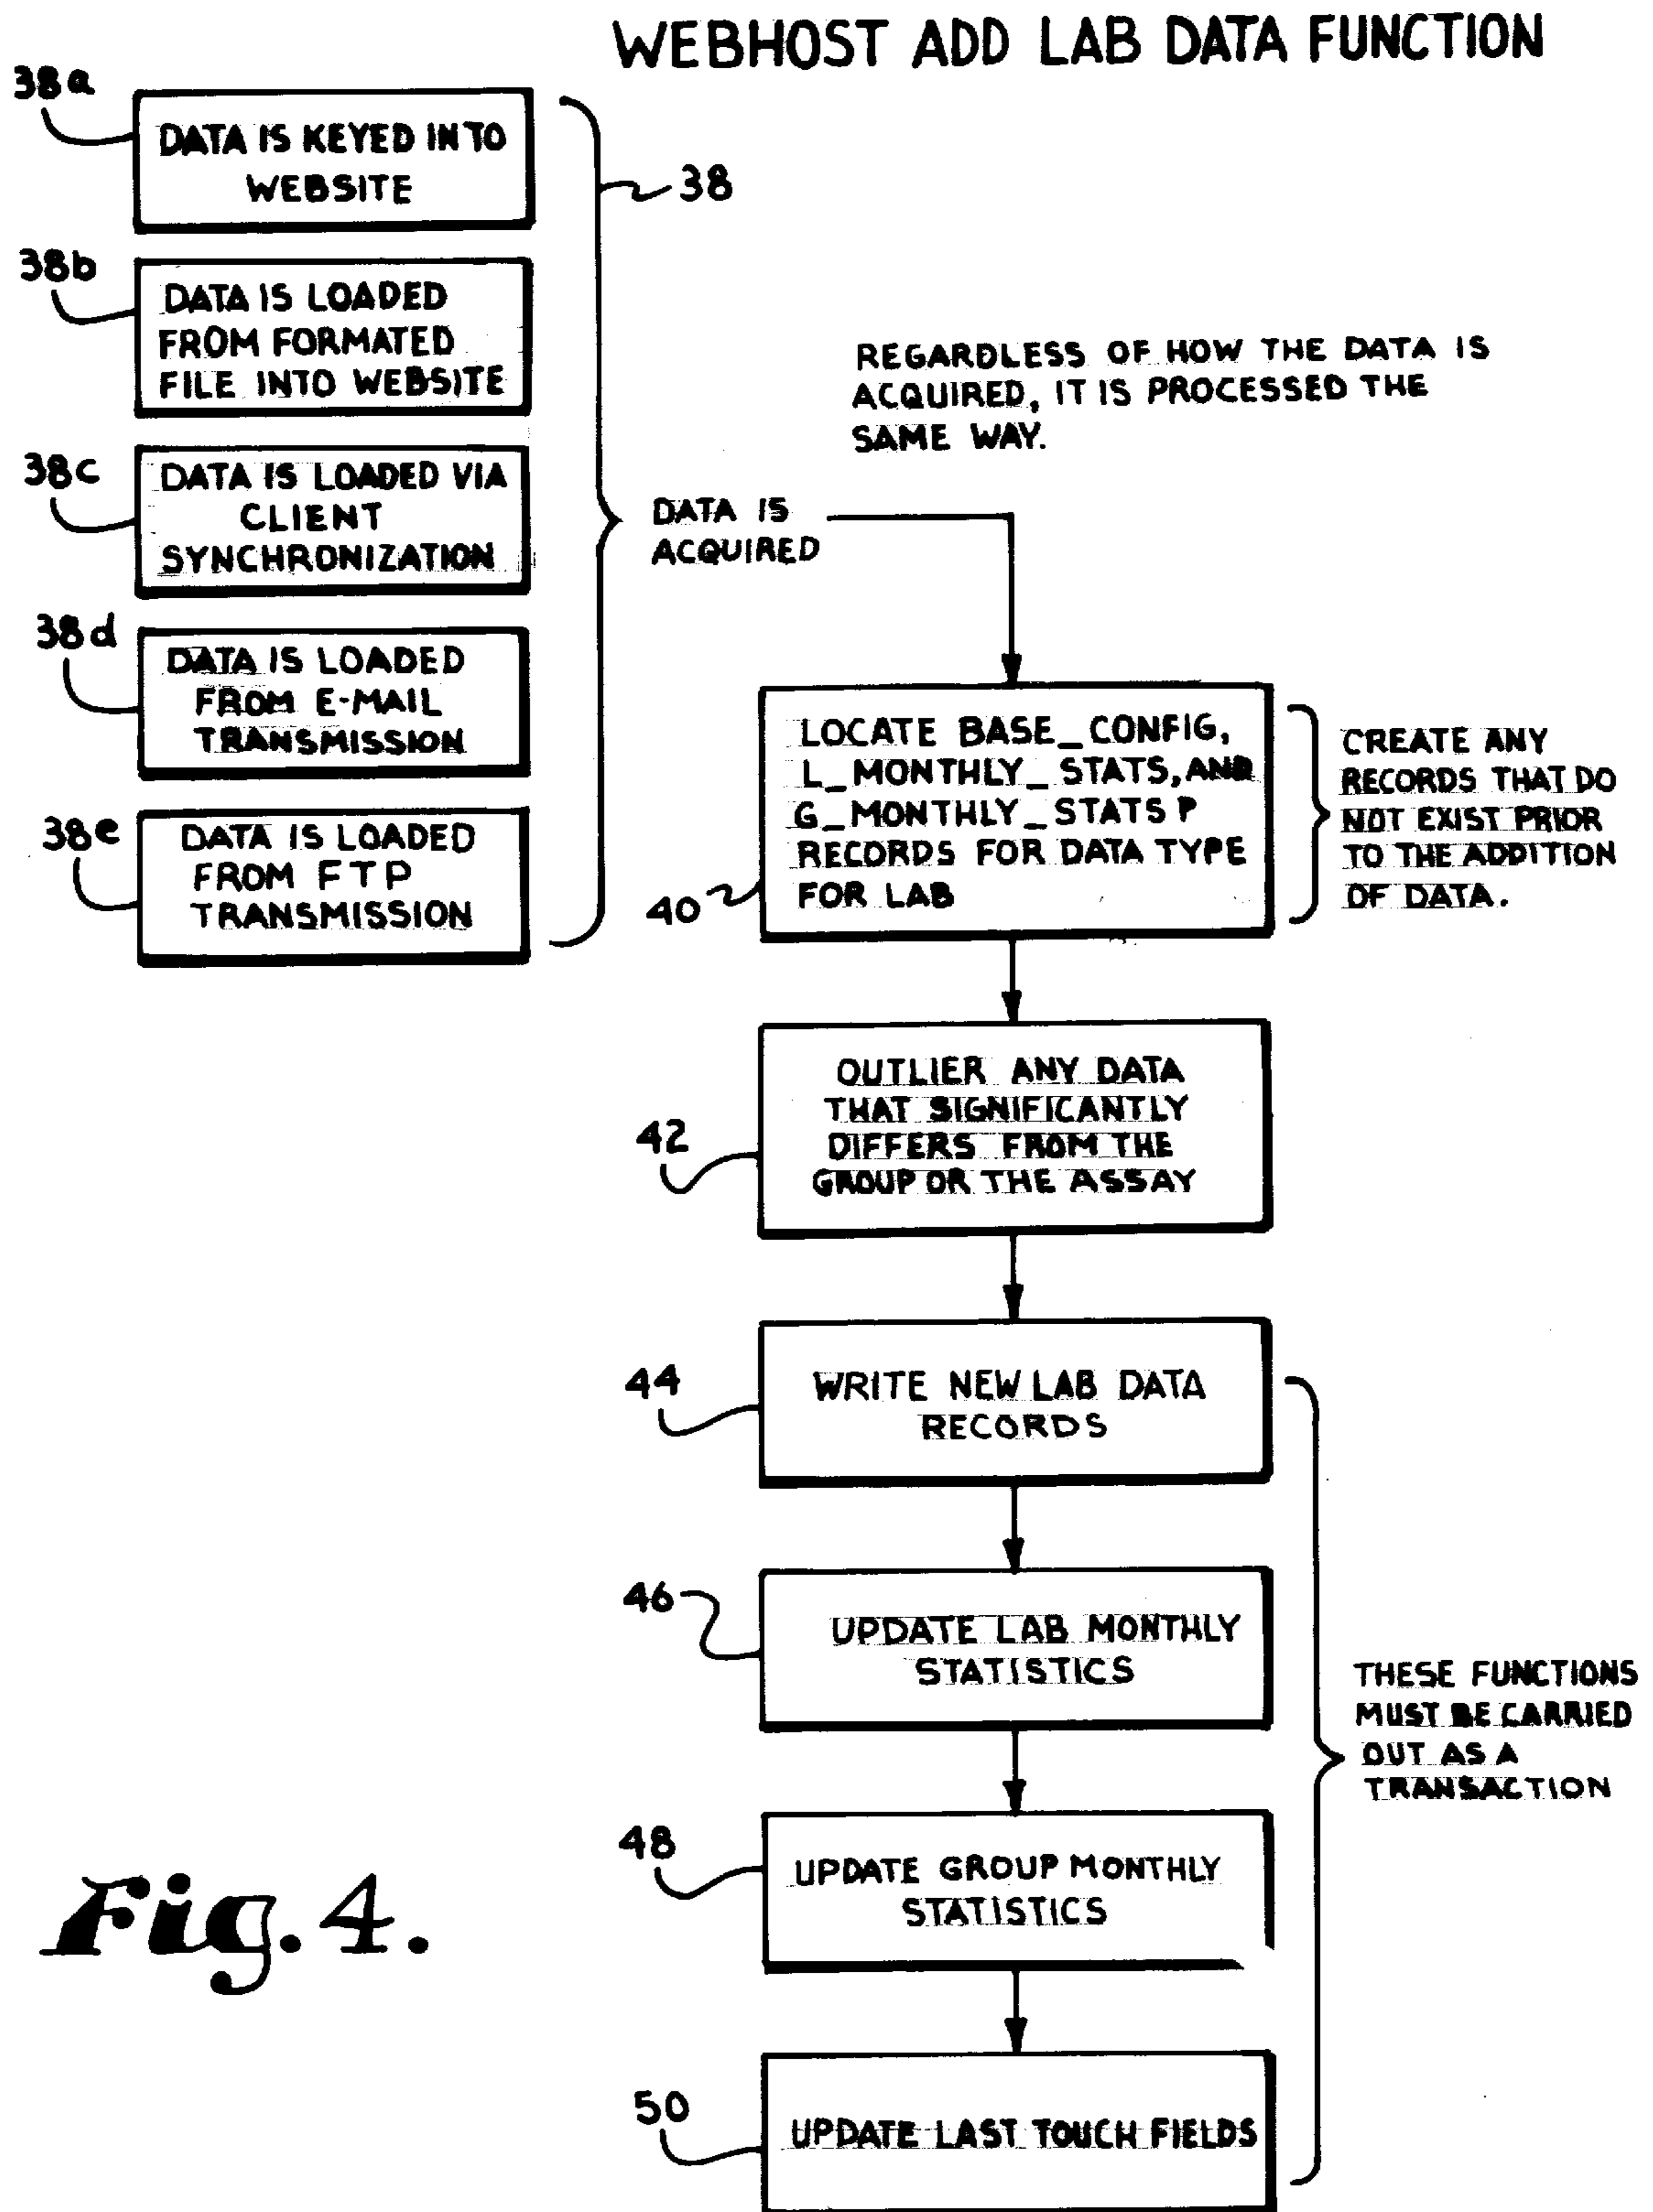 WEBHOST ADD LAB DATA FUNCTION
38a
DATA IS KEYED INTO
WEBSITE
38b
DATA IS LOADED
FROM FORMATED
FILE INTO WEBSITE
38c
DATA IS LOADED VIA
CLIENT
SYNCHRONIZATION
38d
DATA IS LOADED
FROM E-MAIL
TRANSMISSION
38e
DATA IS LOADED
FROM FTP
TRANSMISSION
38
DATA IS
ACQUIRED
REGARDLESS OF HOW THE DATA IS
ACQUIRED, IT IS PROCESSED THE
SAME WAY.
40
LOCATE BASE_CONFIG,
L_MONTHLY_STATS, AND
G_MONTHLY_STATS P
RECORDS FOR DATA TYPE
FOR LAB
CREATE ANY
RECORDS THAT DO
NOT EXIST PRIOR
TO THE ADDITION
OF DATA.
42
OUTLIER ANY DATA
THAT SIGNIFICANTLY
DIFFERS FROM THE
GROUP OR THE ASSAY
44
WRITE NEW LAB DATA
RECORDS
46
UPDATE LAB MONTHLY
STATISTICS
48
UPDATE GROUP MONTHLY
STATISTICS
50
UPDATE LAST TOUCH FIELDS
THESE FUNCTIONS
MUST BE CARRIED
OUT AS A
TRANSACTION
Fig. 4.